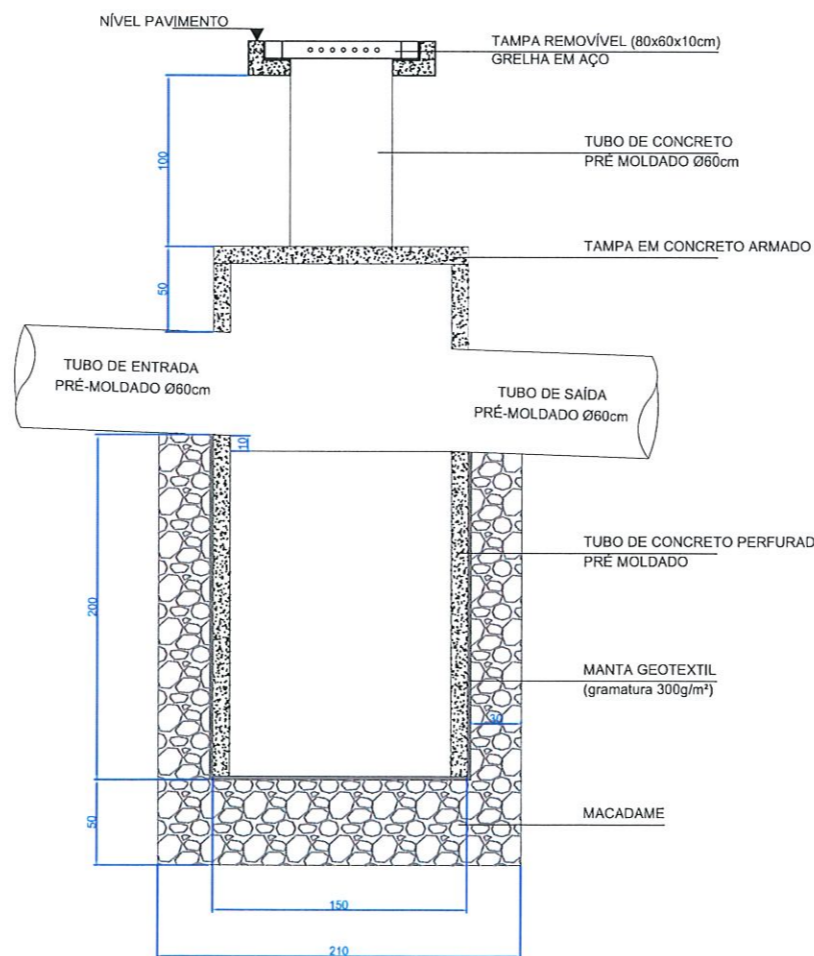 NÍVEL PAVIMENTO
TAMPA REMOVÍVEL (80x60x10cm)
GRELHA EM AÇO
100
TUBO DE CONCRETO
PRÉ MOLDADO Ø60cm
TAMPA EM CONCRETO ARMADO
50
TUBO DE ENTRADA
PRÉ-MOLDADO Ø60cm
TUBO DE SAÍDA
PRÉ-MOLDADO Ø60cm
10
TUBO DE CONCRETO PERFURAD
PRÉ MOLDADO
200
MANTA GEOTEXTIL
(gramatura 300g/m²)
30
MACADAME
50
150
210